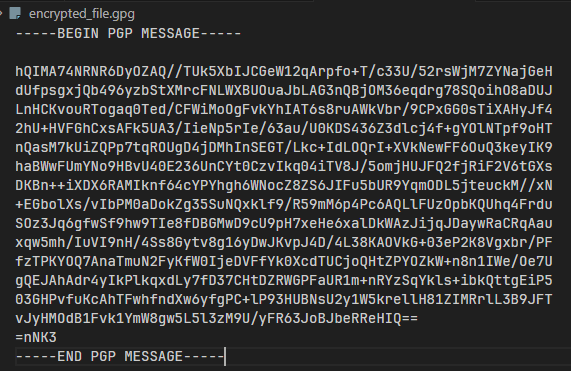 encrypted_file.gpg
-----BEGIN PGP MESSAGE-----
hQIMA74NRNR6DyOZAQ//TUk5XbIJCGeW12qArpfo+T/c33U/52rsWjM7ZYNajGeH
dUfpsgxjQb496yzbStXMrcFNLWXBUOuaJbLAG3nQBjOM36eqdrg78SQoihO8aDUJ
LnHCKvouRTogaq0Ted/CFWiMoOgFvkYhIAT6s8ruAWkVbr/9CPxGG0sTiXAHyJf4
2hU+HVFGhCxsAFk5UA3/IieNp5rIe/63au/U0KDS436Z3dlcj4f+gYOlNTpf9oHT
nQasM7kUiZQPp7tqROUgD4jDMhInSEGT/Lkc+IdLOQrI+XVkNewFF6OuQ3keyIK9
haBWwFUmYNo9HBvU40E236UnCYt0CzvIkq04iTV8J/5omjHUJFQ2fjRiF2V6tGXs
DKBn++iXDX6RAMIknf64cYPYhgh6WNocZ8ZS6JIFu5bUR9YqmODL5jteuckM//xN
+EGbolXs/vIbPM0aDokZg35SuNQxklf9/R59mM6p4Pc6AQLlFUzOpbKQUhq4Frdu
SOz3Jq6gfwSf9hw9TIe8fDBGMwD9cU9pH7xeHe6xalDkWAzJijqJDaywRaCRqAau
xqw5mh/IuVI9nH/4Ss8Gytv8g16yDwJKvpJ4D/4L38KAOVkG+03eP2K8Vgxbr/PF
fzTPKYOQ7AnaTmuN2FyKfW0IjeDVFfYk0XcdTUCjoQHtZPYOZkW+n8n1IWe/Oe7U
gQEJAhAdr4yIkPlkqxdLy7fD37CHtDZRWGPFaUR1m+nRYzSqYkls+ibkQttgEiP5
03GHPvfuKcAhTFwhfndXw6yfgPC+lP93HUBNsU2y1W5krellH81ZIMRrlL3B9JFT
vJyHMOdB1Fvk1YmW8gw5L5l3zM9U/yFR63JoBJbeRReHIQ==
=nNK3
-----END PGP MESSAGE-----